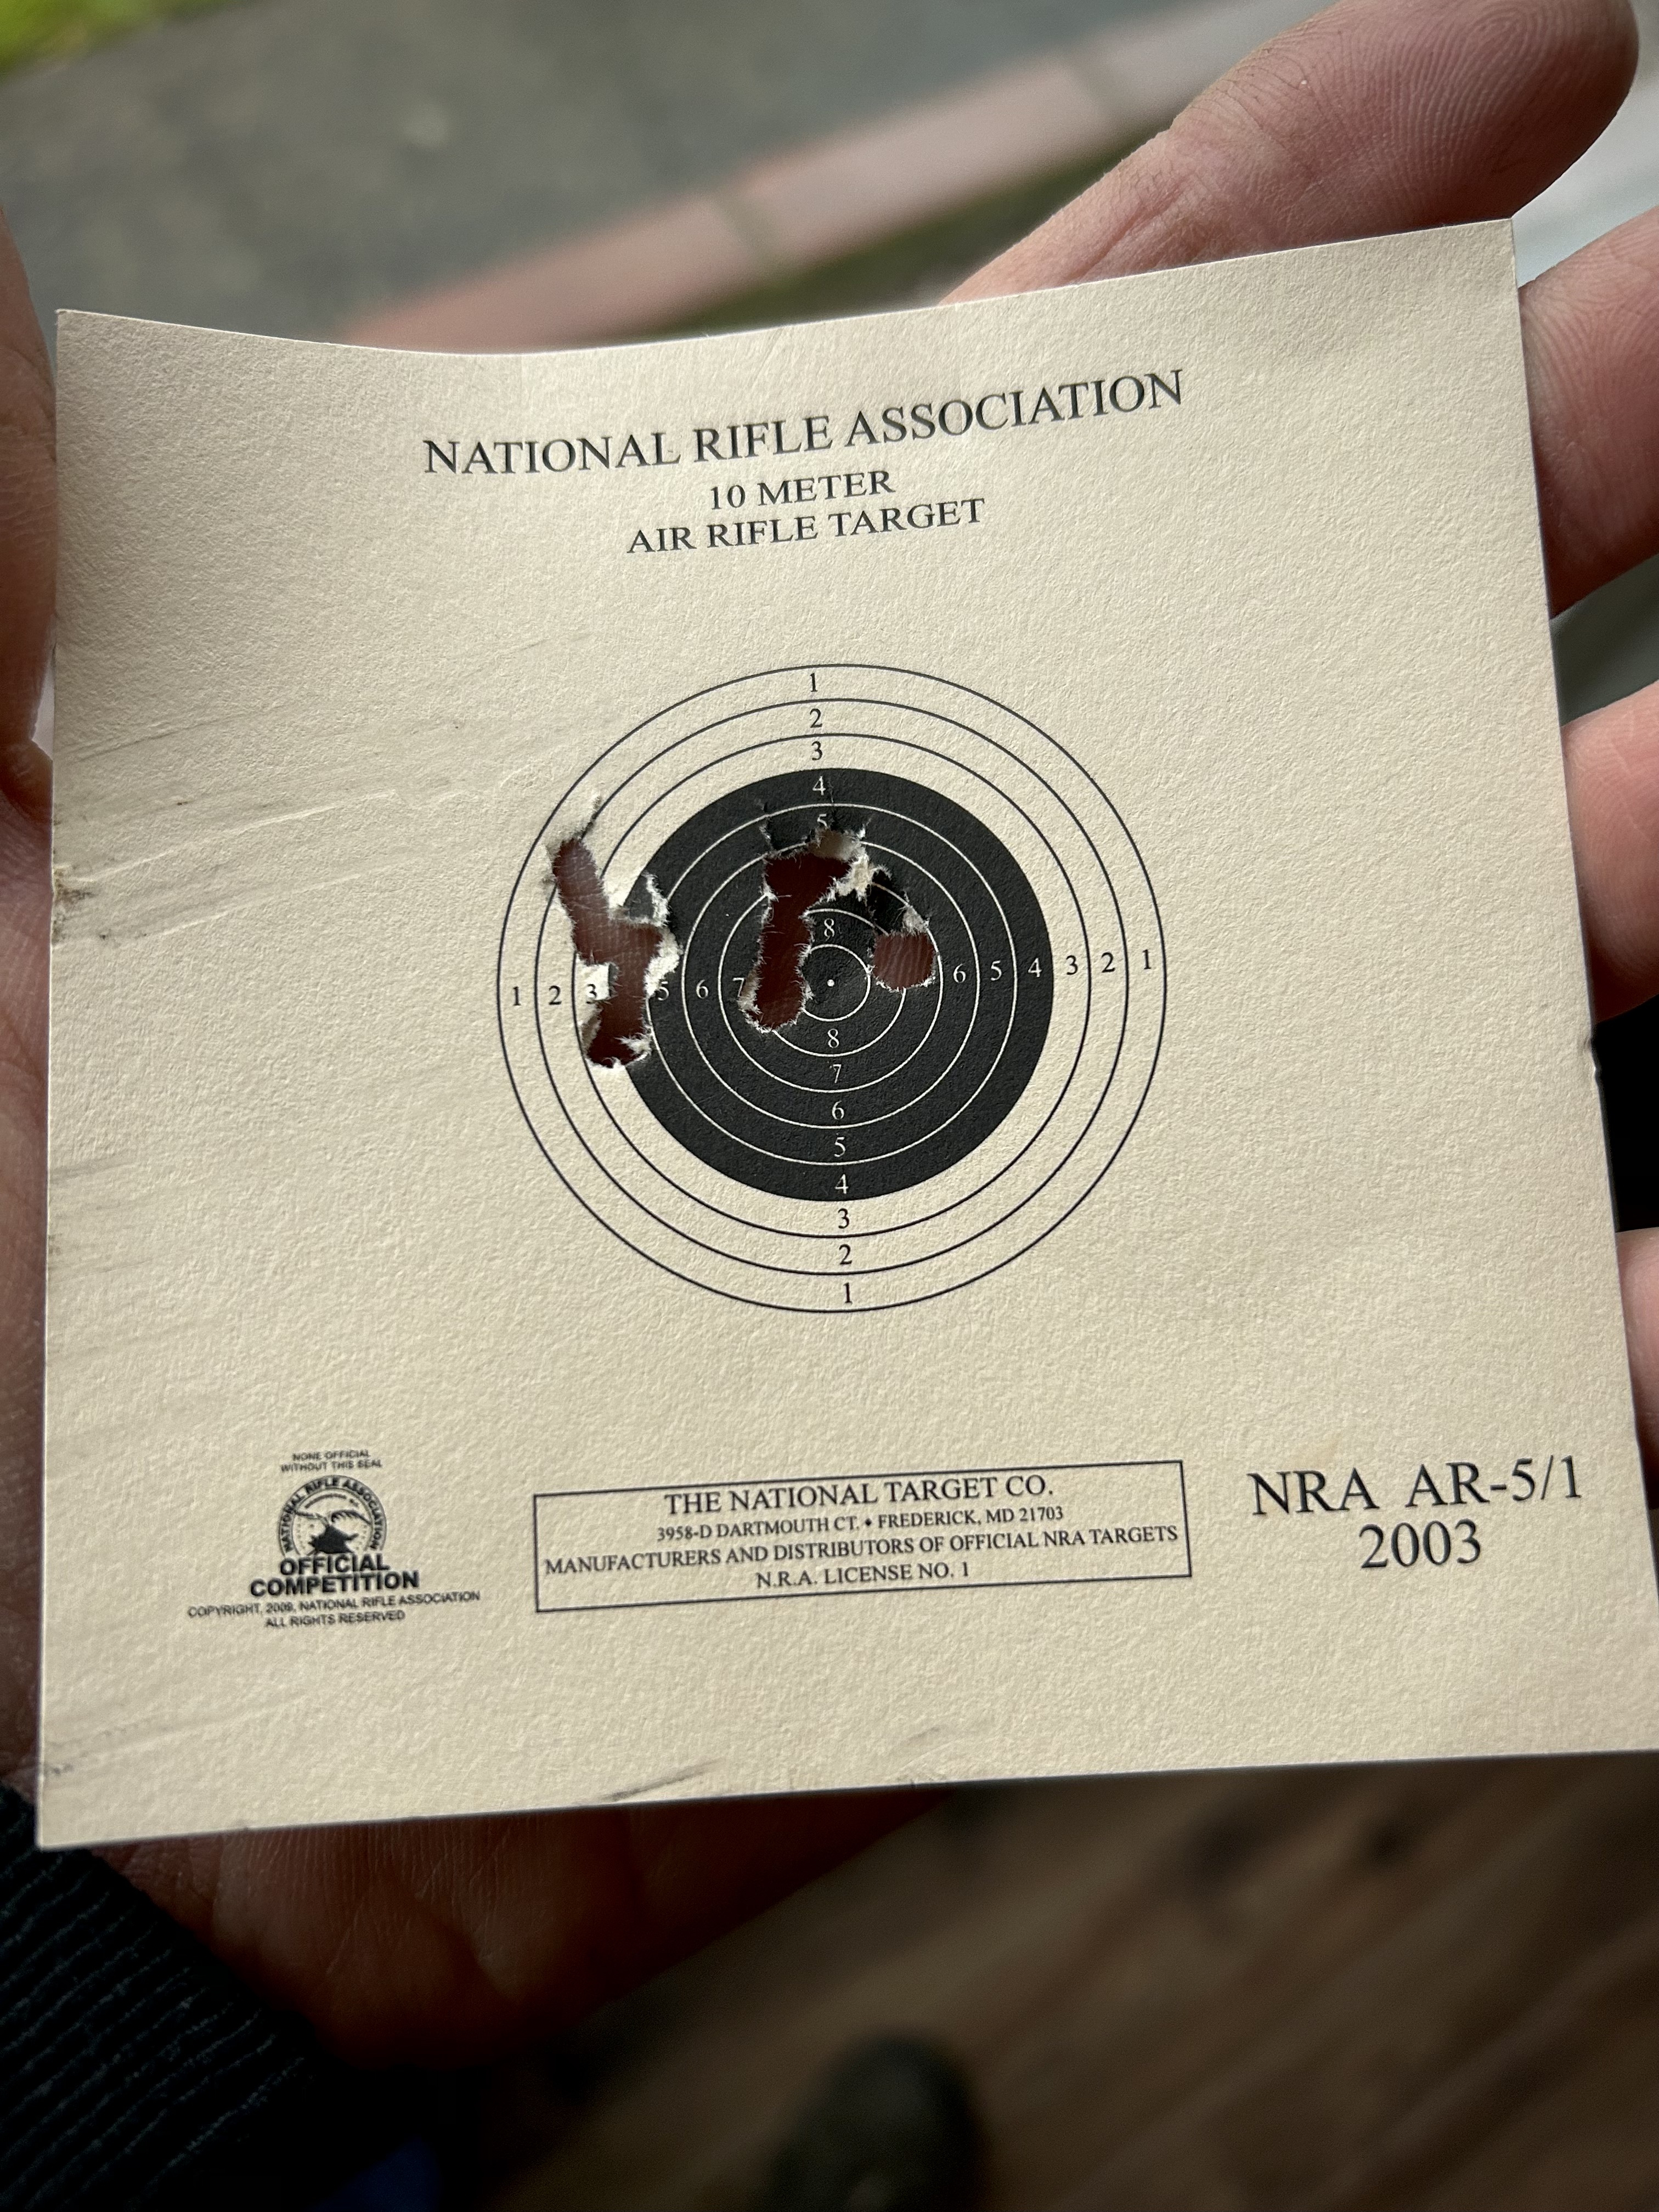 NATIONAL RIFLE ASSOCIATION
10 METER
AIR RIFLE TARGET
1
2
3
4
5
8
1 2 3 5 6 7 6 5 4 3 2 1
8
7
6
5
4
3
2
1
NONE OFFICIAL
WITHOUT THIS SEAL
NATIONAL RIFLE ASSOCIATION
OFFICIAL
COMPETITION
COPYRIGHT, 2009, NATIONAL RIFLE ASSOCIATION
ALL RIGHTS RESERVED
THE NATIONAL TARGET CO.
3958-D DARTMOUTH CT. ♦ FREDERICK, MD 21703
MANUFACTURERS AND DISTRIBUTORS OF OFFICIAL NRA TARGETS
N.R.A. LICENSE NO. 1
NRA AR-5/1
2003